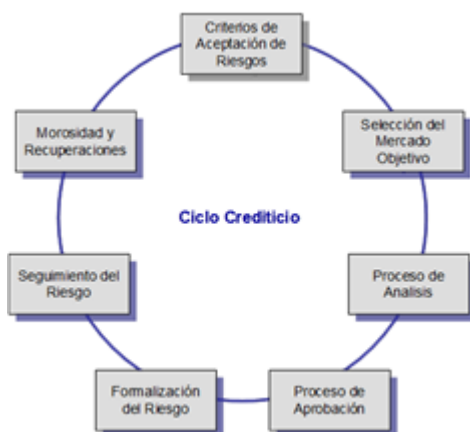 Criterios de
Aceptación de
Riesgos
Selección del
Mercado
Objetivo
Proceso de
Analisis
Proceso de
Aprobación
Formalización
del Riesgo
Seguimiento del
Riesgo
Morosidad y
Recuperaciones
Ciclo Crediticio